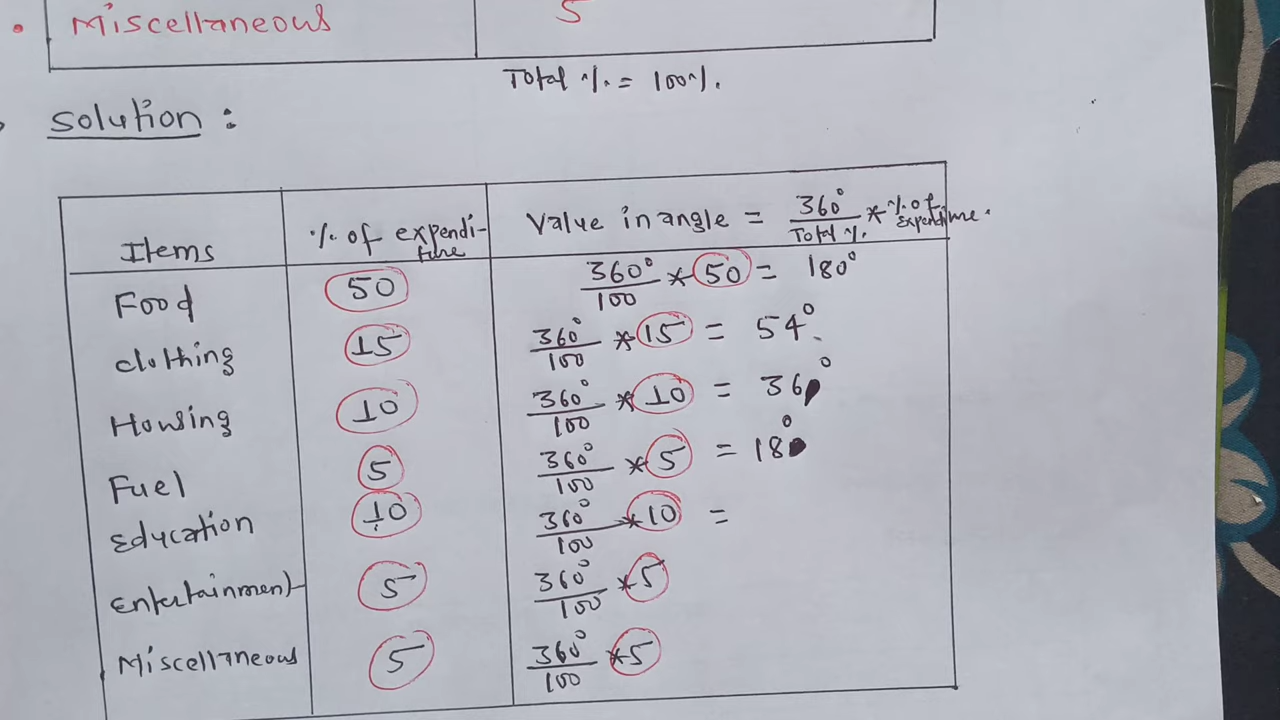 • Miscellaneous 5
Total % = 100%.
Solution :
Items % of expendi- Value in angle = 360° * % of
ture Total %. Expenditure.
Food 50 360° * 50 = 180°
100
clothing 15 360° * 15 = 54°.
100
Housing 10 360° * 10 = 36°
100
Fuel 5 360° * 5 = 18°
100
Education 10 360° * 10 =
100
Entertainment 5 360° * 5
100
Miscellaneous 5 360° * 5
100